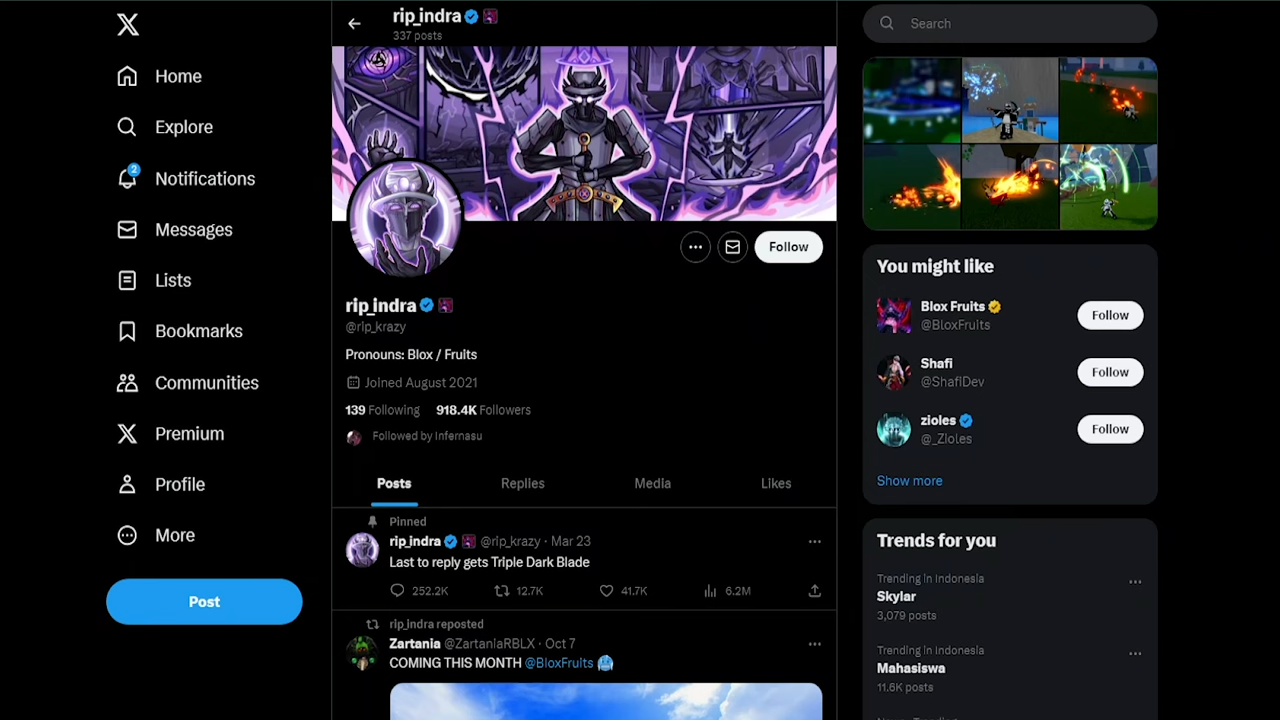 Home
Explore
2
Notifications
Messages
Lists
Bookmarks
Communities
Premium
Profile
More
Post
rip_indra
337 posts
Follow
rip_indra
@rip_krazy
Pronouns: Blox / Fruits
Joined August 2021
139 Following 918.4K Followers
Followed by Infernasu
Posts Replies Media Likes
Pinned
rip_indra @rip_krazy · Mar 23
Last to reply gets Triple Dark Blade
252.2K 12.7K 41.7K 6.2M
rip_indra reposted
Zartania @ZartaniaRBLX · Oct 7
COMING THIS MONTH @BloxFruits
Search
You might like
Blox Fruits
@BloxFruits
Follow
Shafi
@ShafiDev
Follow
zioles
@_Zioles
Follow
Show more
Trends for you
Trending in Indonesia
Skylar
3,079 posts
Trending in Indonesia
Mahasiswa
11.6K posts